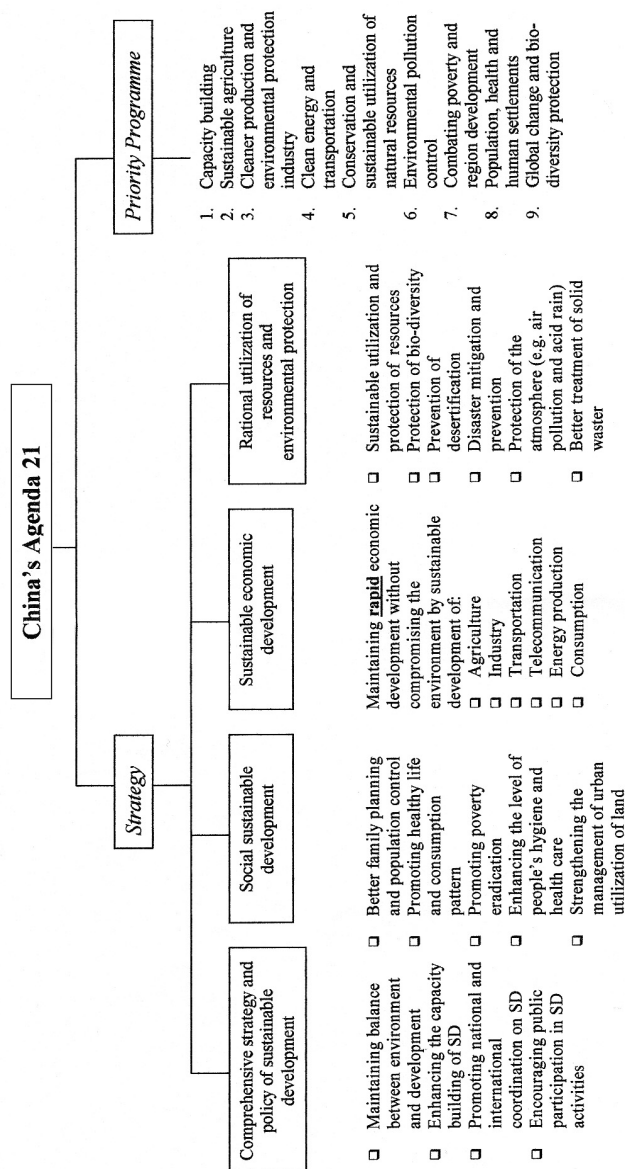 China's Agenda 21
Strategy
Priority Programme
Comprehensive strategy and
policy of sustainable
development
Social sustainable
development
Sustainable economic
development
Rational utilization of
resources and
environmental protection
❑ Maintaining balance
between environment
and development
❑ Enhancing the capacity
building of SD
❑ Promoting national and
international
coordination on SD
❑ Encouraging public
participation in SD
activities
❑ Better family planning
and population control
❑ Promoting healthy life
and consumption
pattern
❑ Promoting poverty
eradication
❑ Enhancing the level of
people's hygiene and
health care
❑ Strengthening the
management of urban
utilization of land
Maintaining rapid economic
development without
compromising the
environment by sustainable
development of:
❑ Agriculture
❑ Industry
❑ Transportation
❑ Telecommunication
❑ Energy production
❑ Consumption
❑ Sustainable utilization and
protection of resources
❑ Protection of bio-diversity
❑ Prevention of
desertification
❑ Disaster mitigation and
prevention
❑ Protection of the
atmosphere (e.g, air
pollution and acid rain)
❑ Better treatment of solid
waster
1. Capacity building
2. Sustainable agriculture
3. Cleaner production and
environmental protection
industry
4. Clean energy and
transportation
5. Conservation and
sustainable utilization of
natural resources
6. Environmental pollution
control
7. Combating poverty and
region development
8. Population, health and
human settlements
9. Global change and bio-
diversity protection